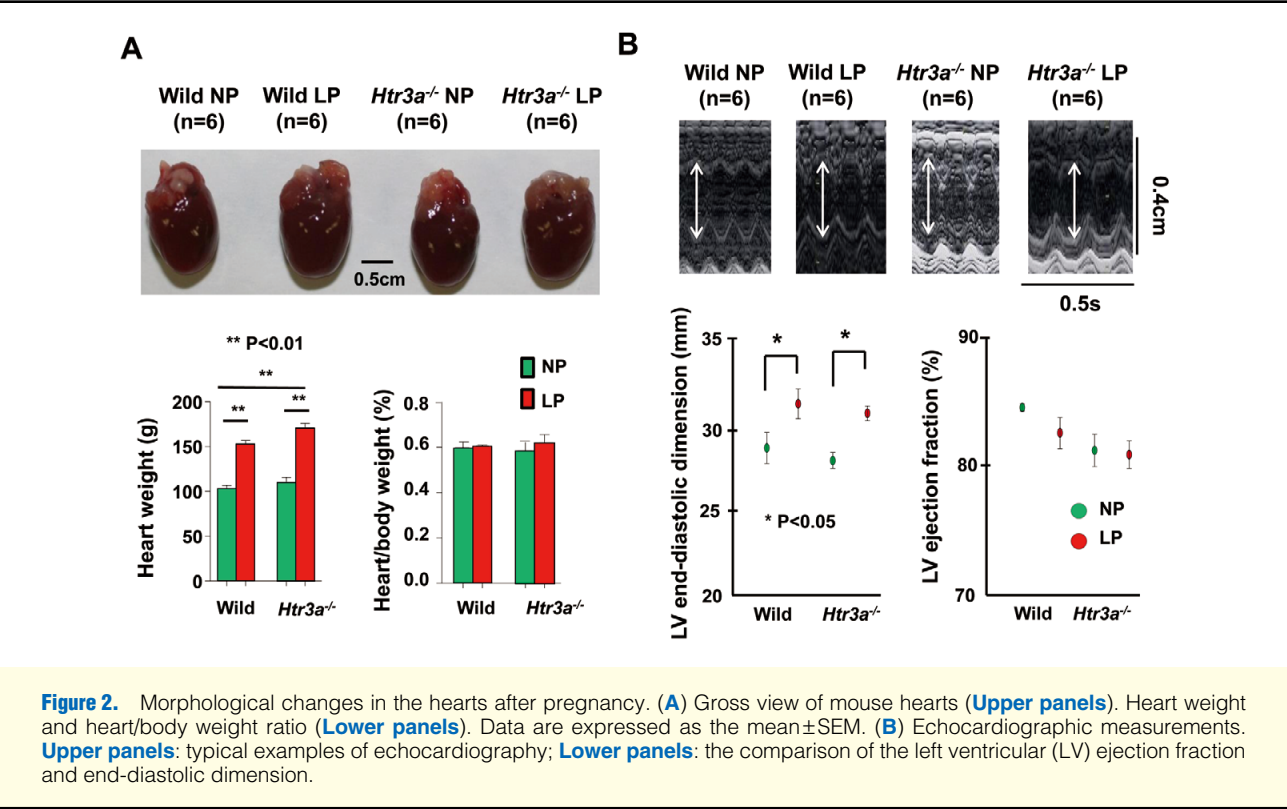 A
Wild NP
(n=6)
Wild LP
(n=6)
Htr3a-/- NP
(n=6)
Htr3a-/- LP
(n=6)
0.5cm
** P<0.01
**
**
**
Heart weight (g)
200
150
100
50
0
Wild
Htr3a-/-
NP
LP
Heart/body weight (%)
0.8
0.6
0.4
0.2
0.0
Wild
Htr3a-/-
B
Wild NP
(n=6)
Wild LP
(n=6)
Htr3a-/- NP
(n=6)
Htr3a-/- LP
(n=6)
0.4cm
0.5s
LV end-diastolic dimension (mm)
35
30
25
20
*
*
* P<0.05
Wild
Htr3a-/-
LV ejection fraction (%)
90
80
70
NP
LP
Wild
Htr3a-/-
Figure 2. Morphological changes in the hearts after pregnancy. (A) Gross view of mouse hearts (Upper panels). Heart weight
and heart/body weight ratio (Lower panels). Data are expressed as the mean±SEM. (B) Echocardiographic measurements.
Upper panels: typical examples of echocardiography; Lower panels: the comparison of the left ventricular (LV) ejection fraction
and end-diastolic dimension.